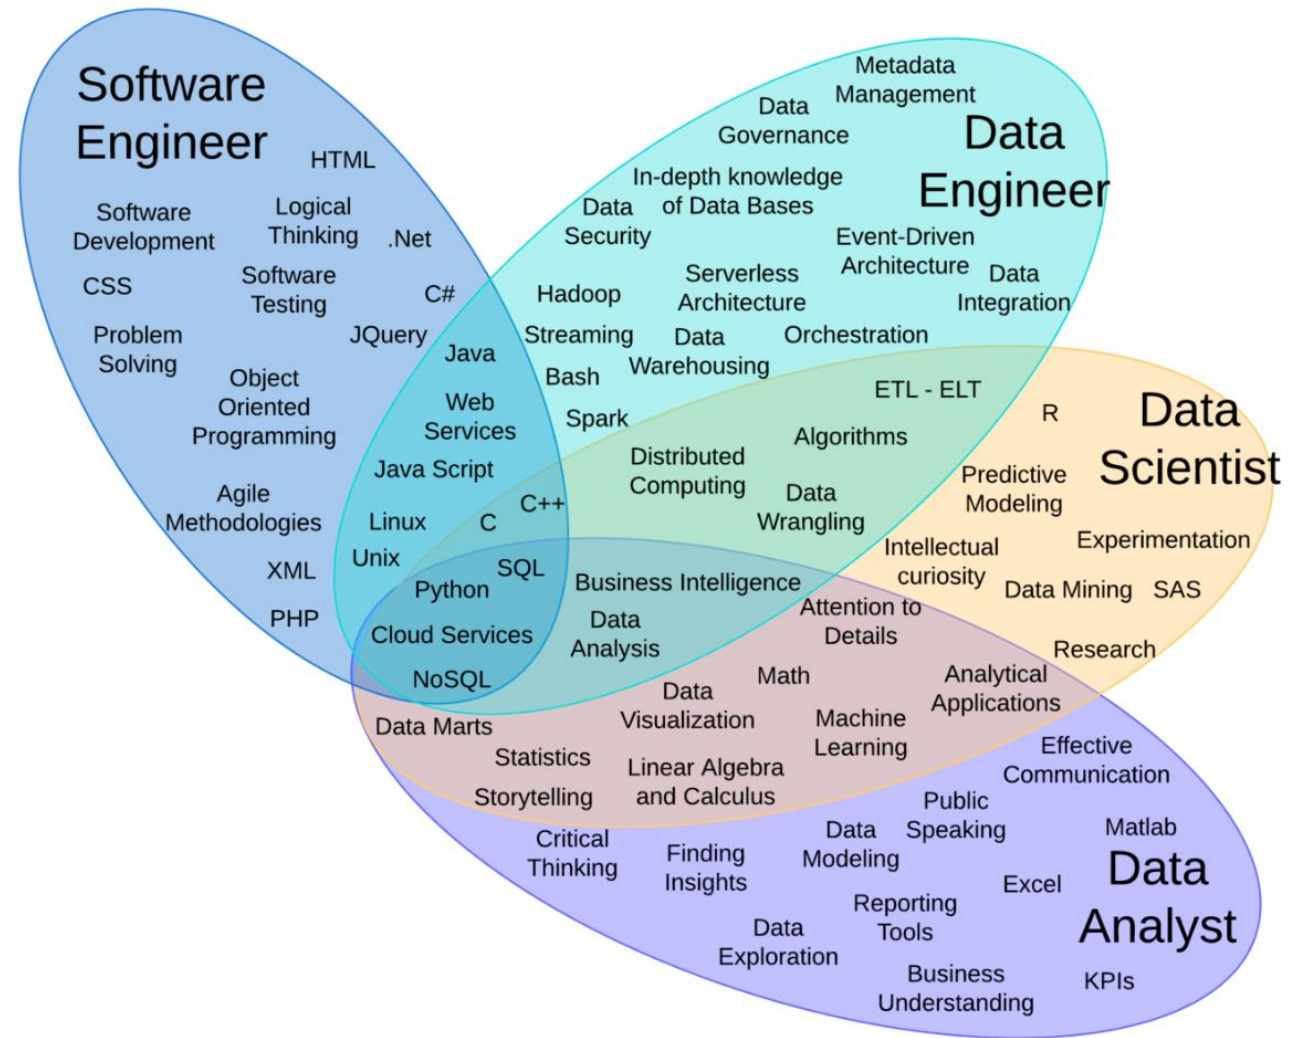 Software
Engineer
HTML
Software
Development
Logical
Thinking
.Net
CSS
Software
Testing
C#
Problem
Solving
JQuery
Object
Oriented
Programming
Agile
Methodologies
XML
PHP
Java
Web
Services
Java Script
C++
Linux
C
Unix
SQL
Python
Cloud Services
NoSQL
Metadata
Management
Data
Governance
Data
Engineer
In-depth knowledge
of Data Bases
Data
Security
Event-Driven
Architecture
Serverless
Architecture
Data
Integration
Hadoop
Streaming
Data
Warehousing
Orchestration
Bash
Spark
ETL - ELT
Algorithms
Distributed
Computing
Data
Wrangling
R
Data
Scientist
Predictive
Modeling
Experimentation
Intellectual
curiosity
Data Mining
SAS
Research
Business Intelligence
Data
Analysis
Attention to
Details
Math
Analytical
Applications
Data
Visualization
Machine
Learning
Data Marts
Statistics
Linear Algebra
and Calculus
Storytelling
Effective
Communication
Public
Speaking
Matlab
Critical
Thinking
Finding
Insights
Data
Modeling
Data
Analyst
Excel
Reporting
Tools
Data
Exploration
Business
Understanding
KPIs